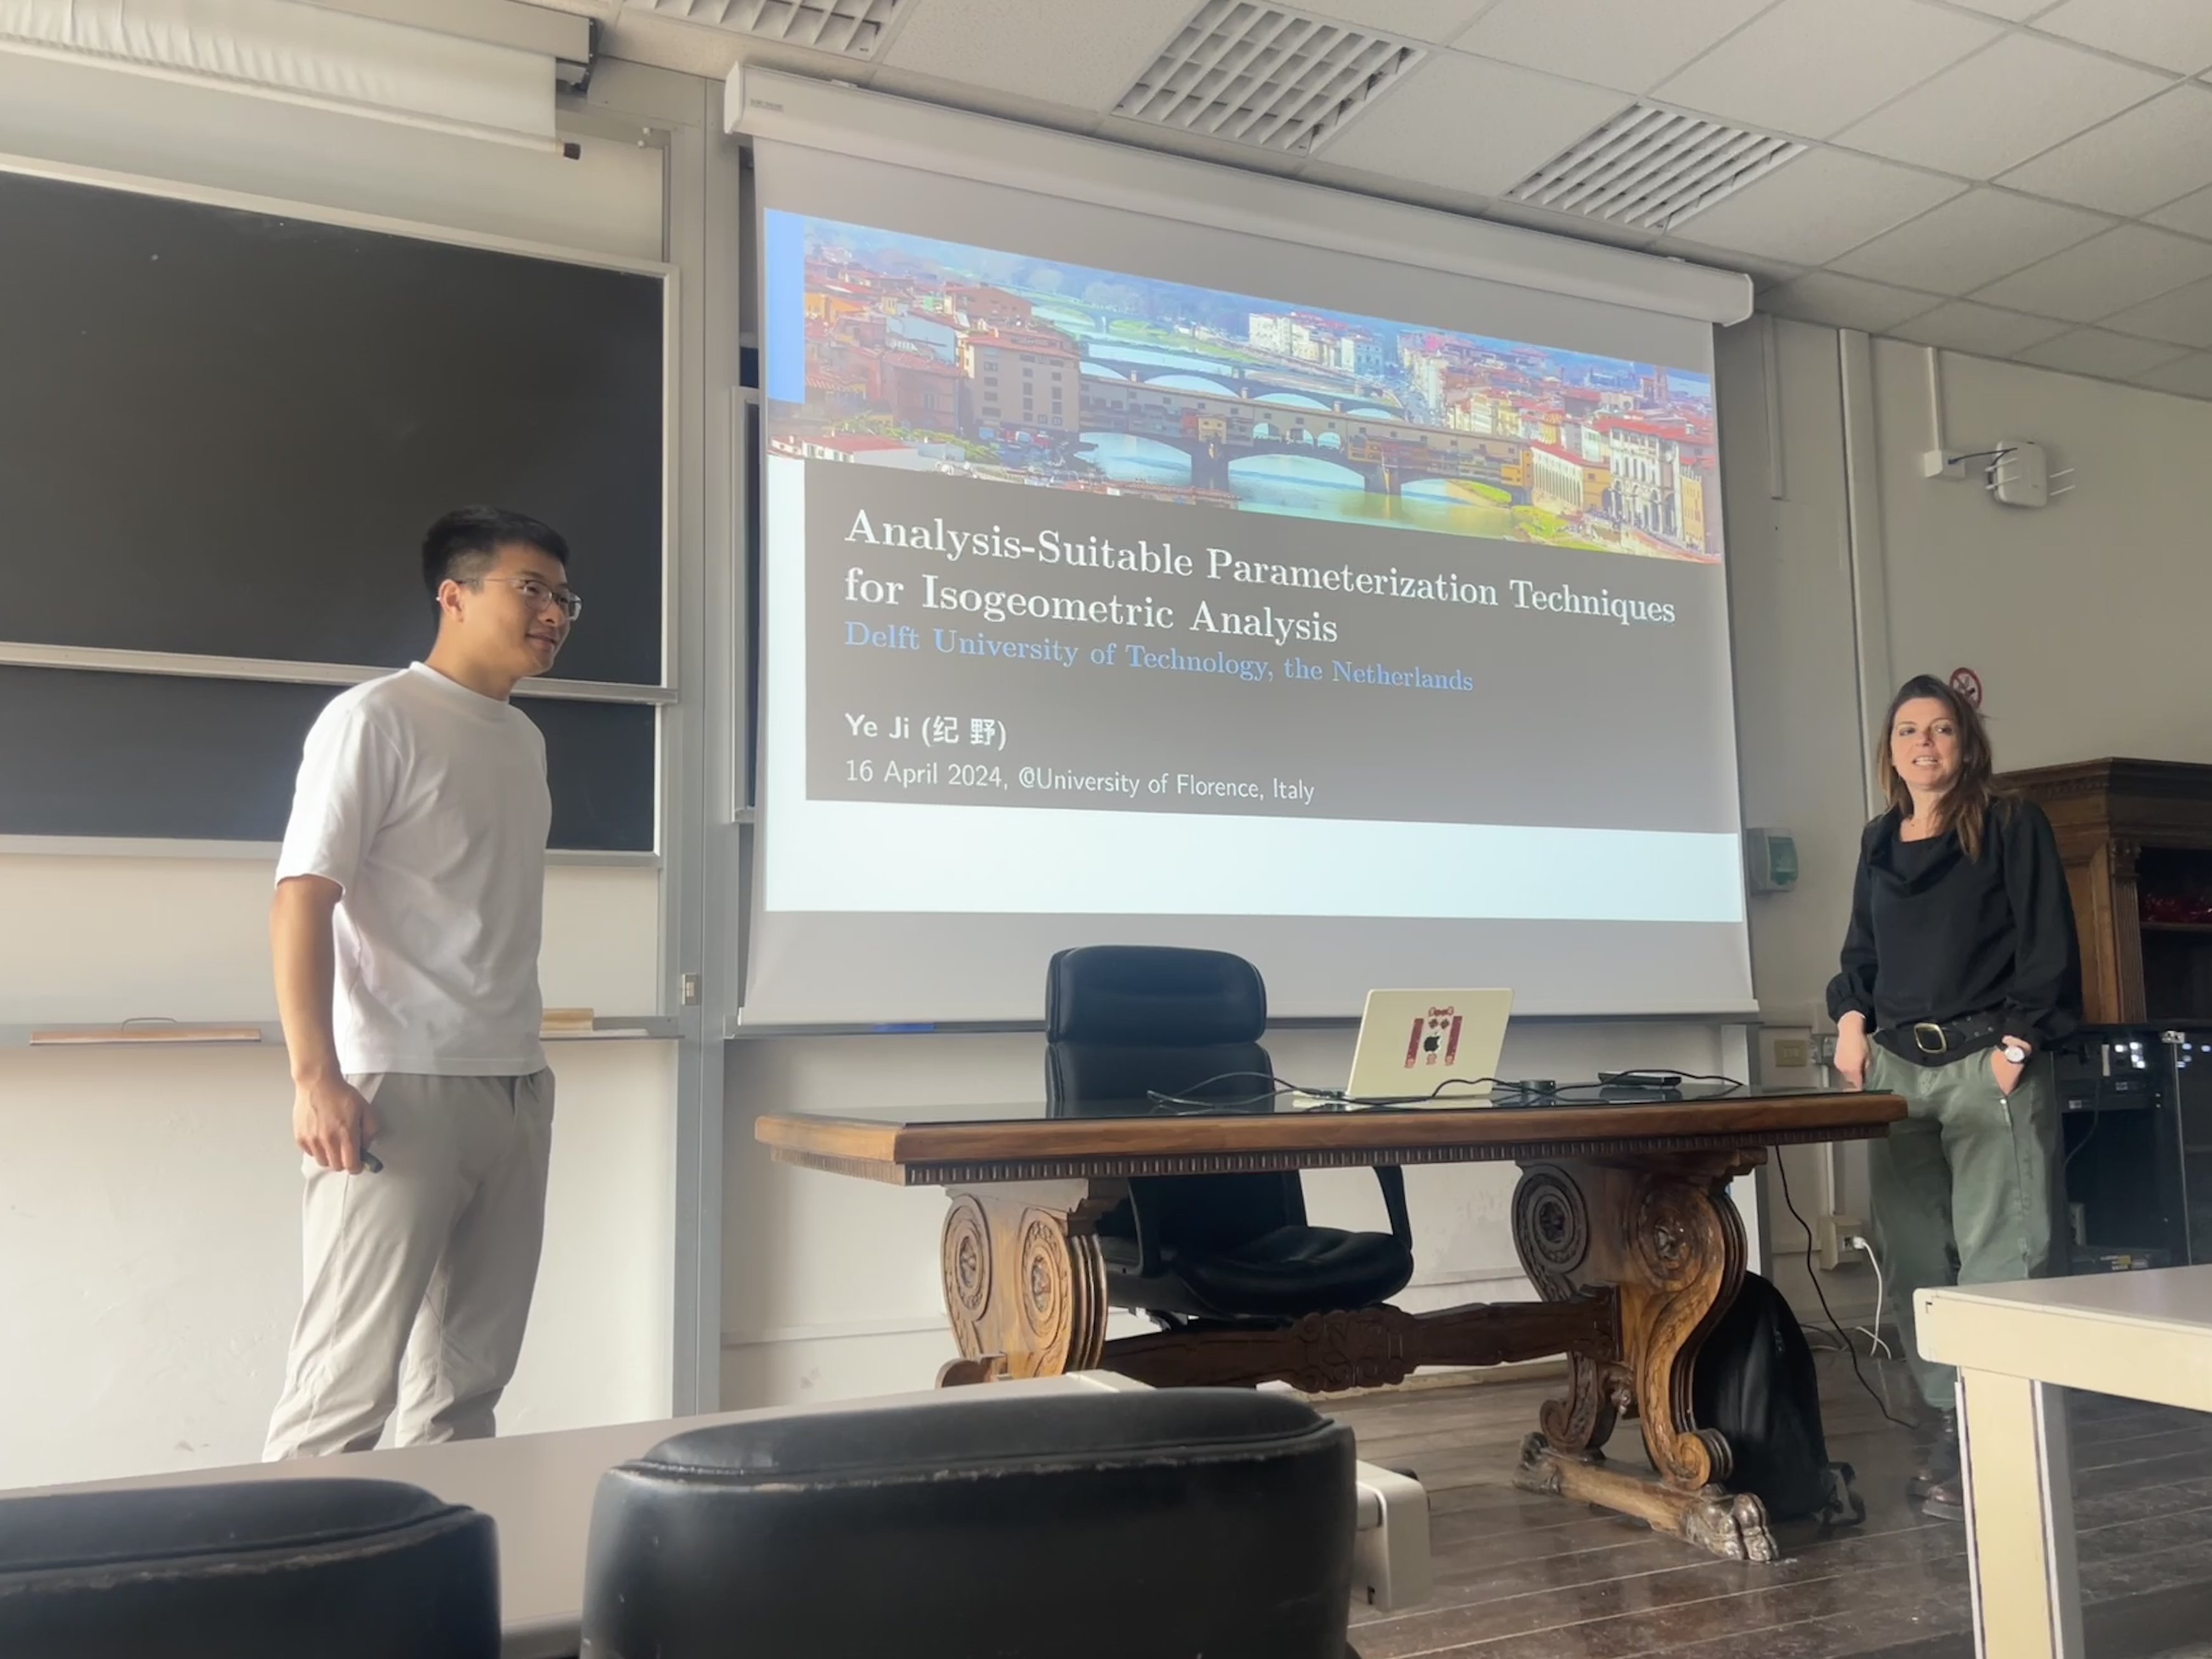 Analysis-Suitable Parameterization Techniques
for Isogeometric Analysis
Delft University of Technology, the Netherlands
Ye Ji (纪 野)
16 April 2024, @University of Florence, Italy